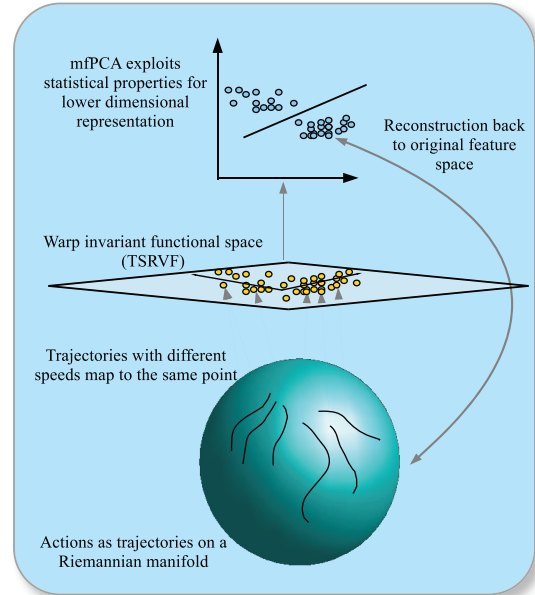 mfPCA exploits
statistical properties for
lower dimensional
representation
Reconstruction back
to original feature
space
Warp invariant functional space
(TSRVF)
Trajectories with different
speeds map to the same point
Actions as trajectories on a
Riemannian manifold